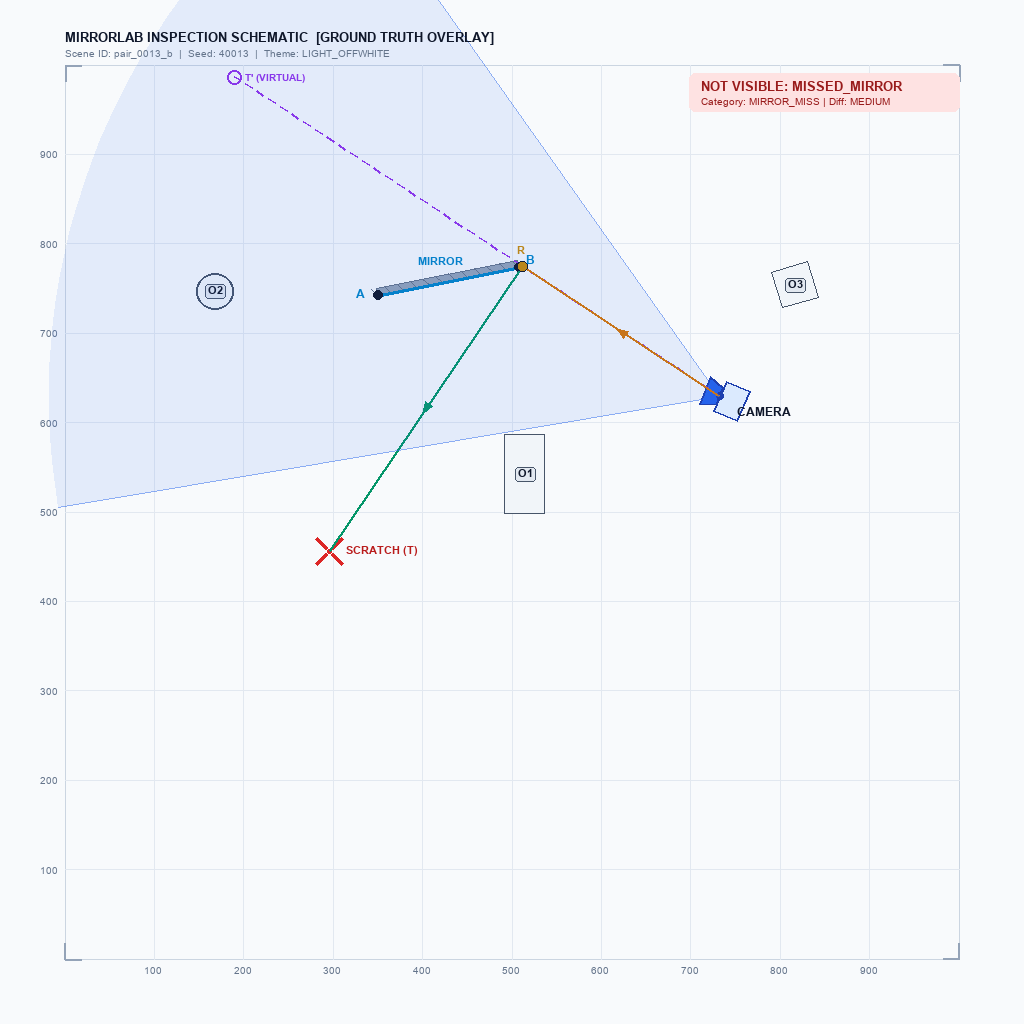 MIRRORLAB INSPECTION SCHEMATIC [GROUND TRUTH OVERLAY]
Scene ID: pair_0013_b | Seed: 40013 | Theme: LIGHT_OFFWHITE
T' (VIRTUAL)
NOT VISIBLE: MISSED_MIRROR
Category: MIRROR_MISS | Diff: MEDIUM
900
800
R
B
MIRROR
A
O2
O3
700
600
CAMERA
O1
500
SCRATCH (T)
400
300
200
100
100 200 300 400 500 600 700 800 900